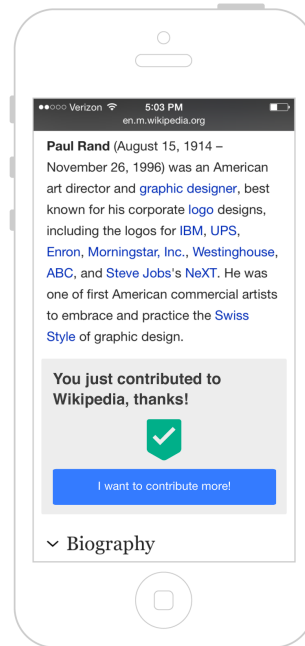 Verizon 5:03 PM
en.m.wikipedia.org
Paul Rand (August 15, 1914 –
November 26, 1996) was an American
art director and graphic designer, best
known for his corporate logo designs,
including the logos for IBM, UPS,
Enron, Morningstar, Inc., Westinghouse,
ABC, and Steve Jobs's NeXT. He was
one of first American commercial artists
to embrace and practice the Swiss
Style of graphic design.
You just contributed to
Wikipedia, thanks!
I want to contribute more!
Biography